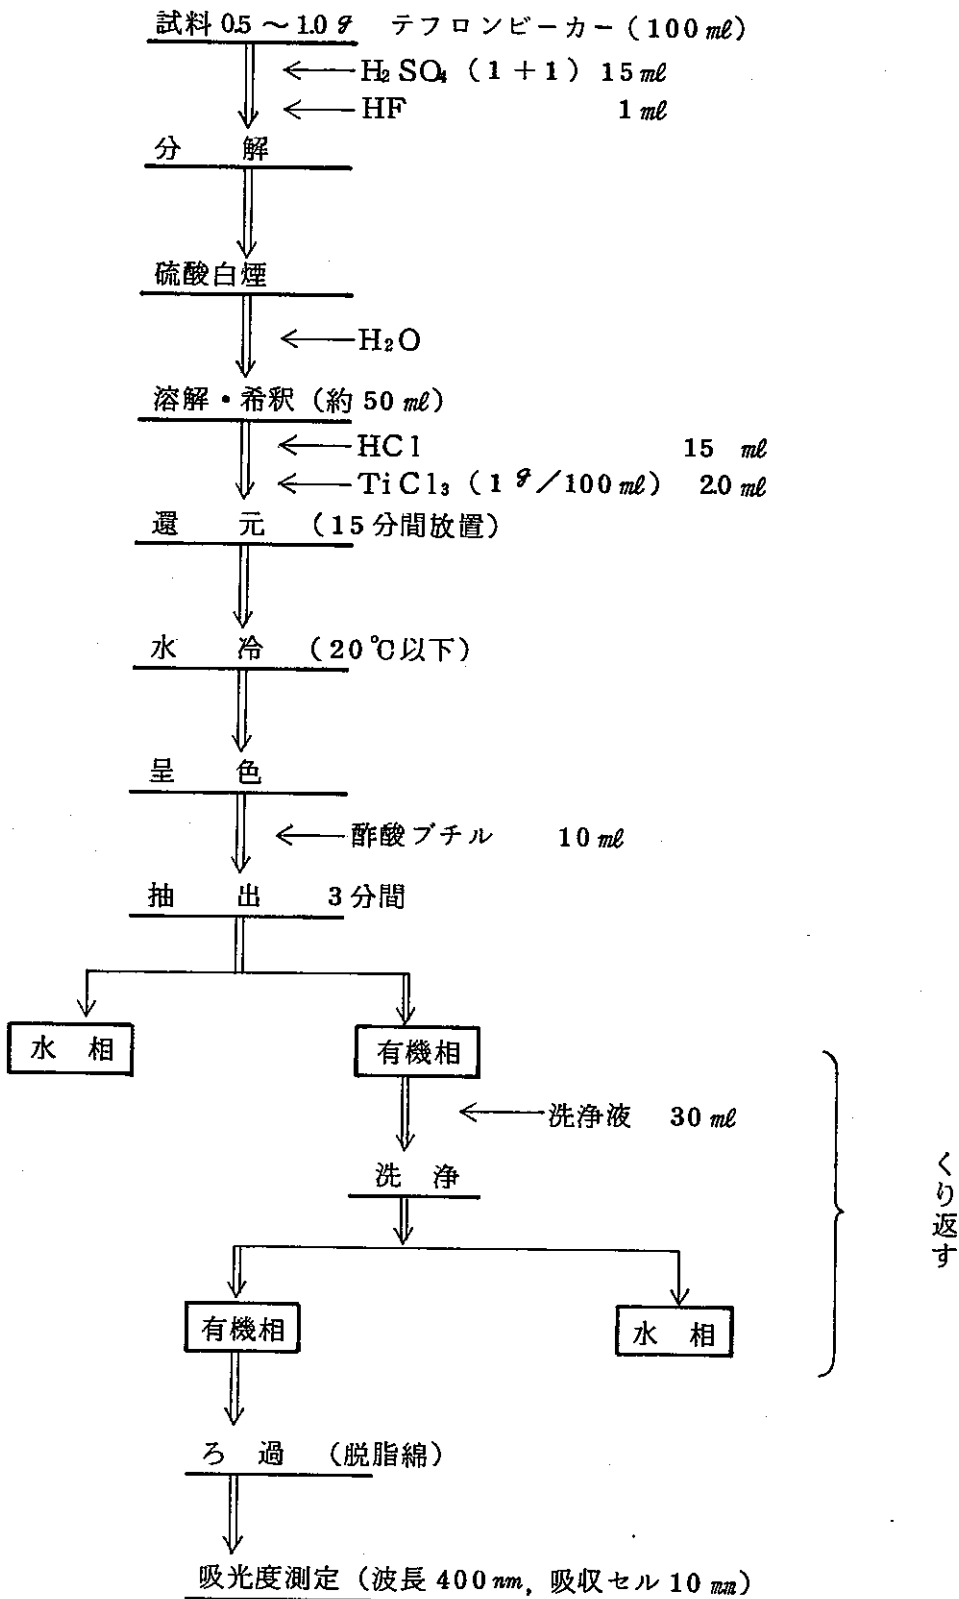 試料 0.5 ～ 1.0 g テフロンビーカー (100 ml)
H₂SO₄ (1 + 1) 15 ml
HF 1 ml
分 解
硫酸白煙
H₂O
溶解・希釈 (約 50 ml)
HCl 15 ml
TiCl₃ (1 g/100 ml) 20 ml
還 元 (15分間放置)
水 冷 (20℃以下)
呈 色
酢酸ブチル 10 ml
抽 出 3分間
水 相 有機相
洗浄液 30 ml
洗 浄
くり返す
有機相 水 相
ろ 過 (脱脂綿)
吸光度測定 (波長 400 nm, 吸収セル 10 mm)